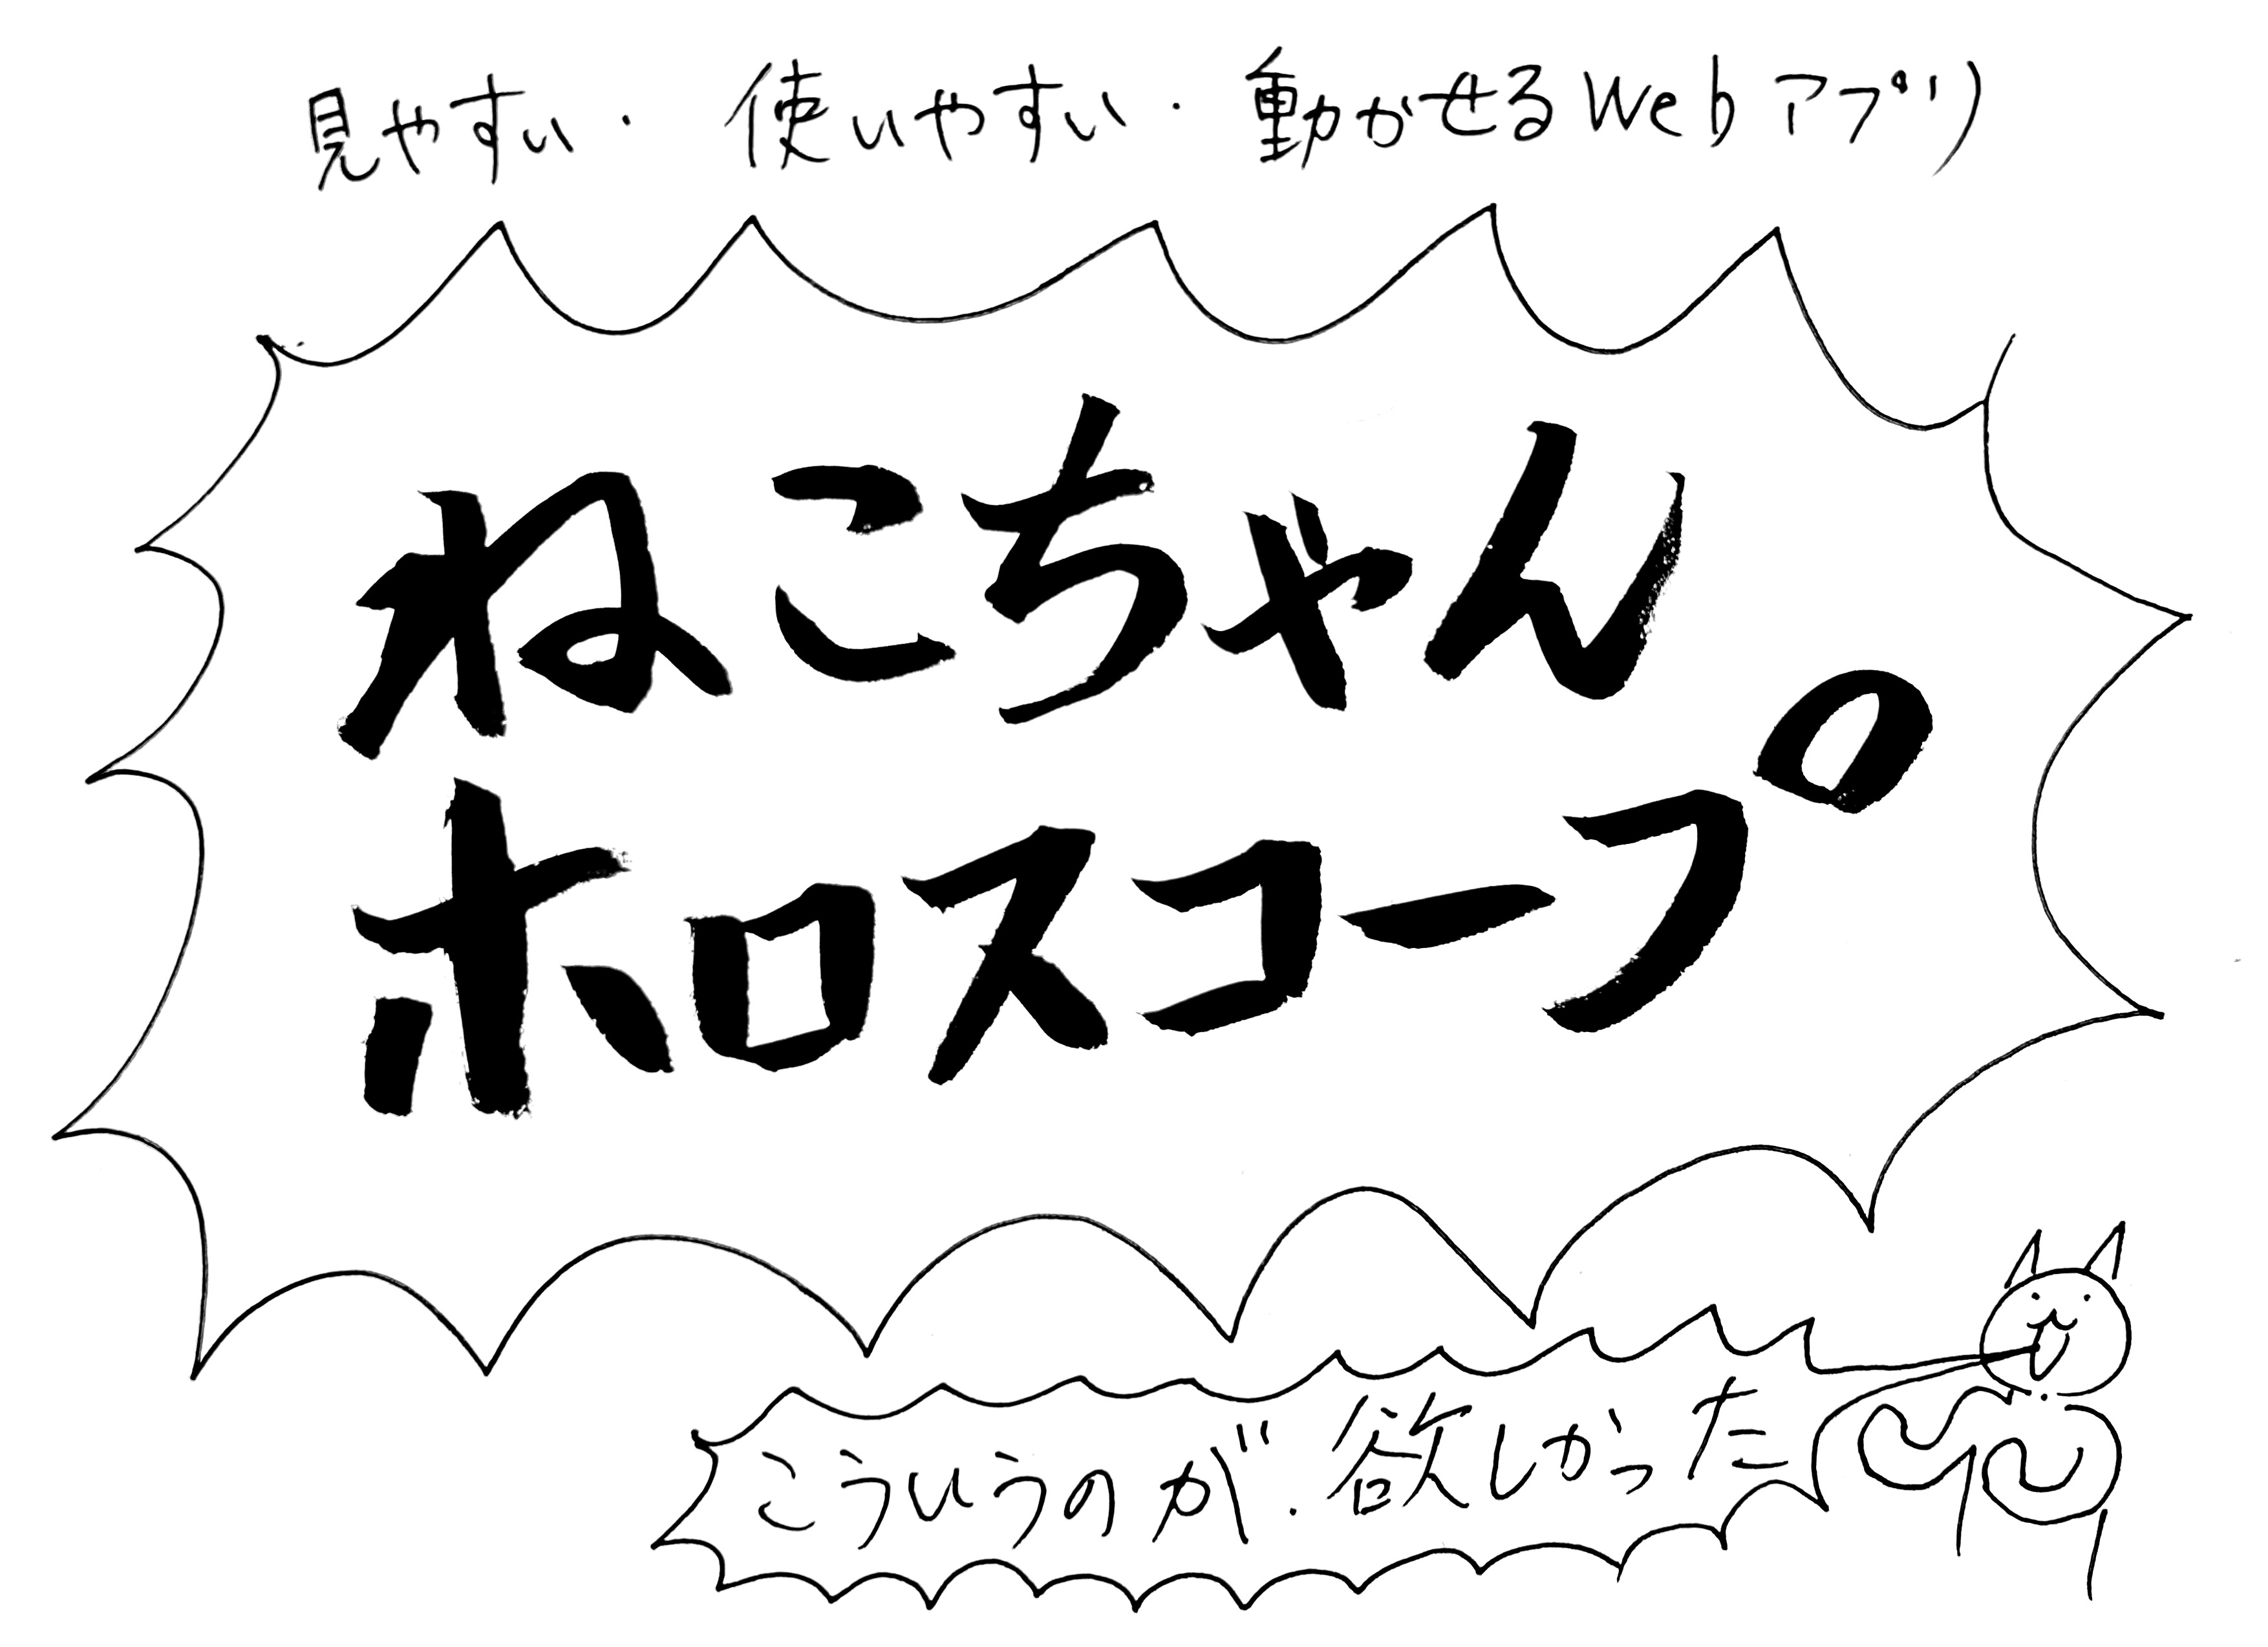 見やすい・使いやすい・動かせるWebアプリ
ねこちゃん
ホロスコープ
こういうのが.欲しかった